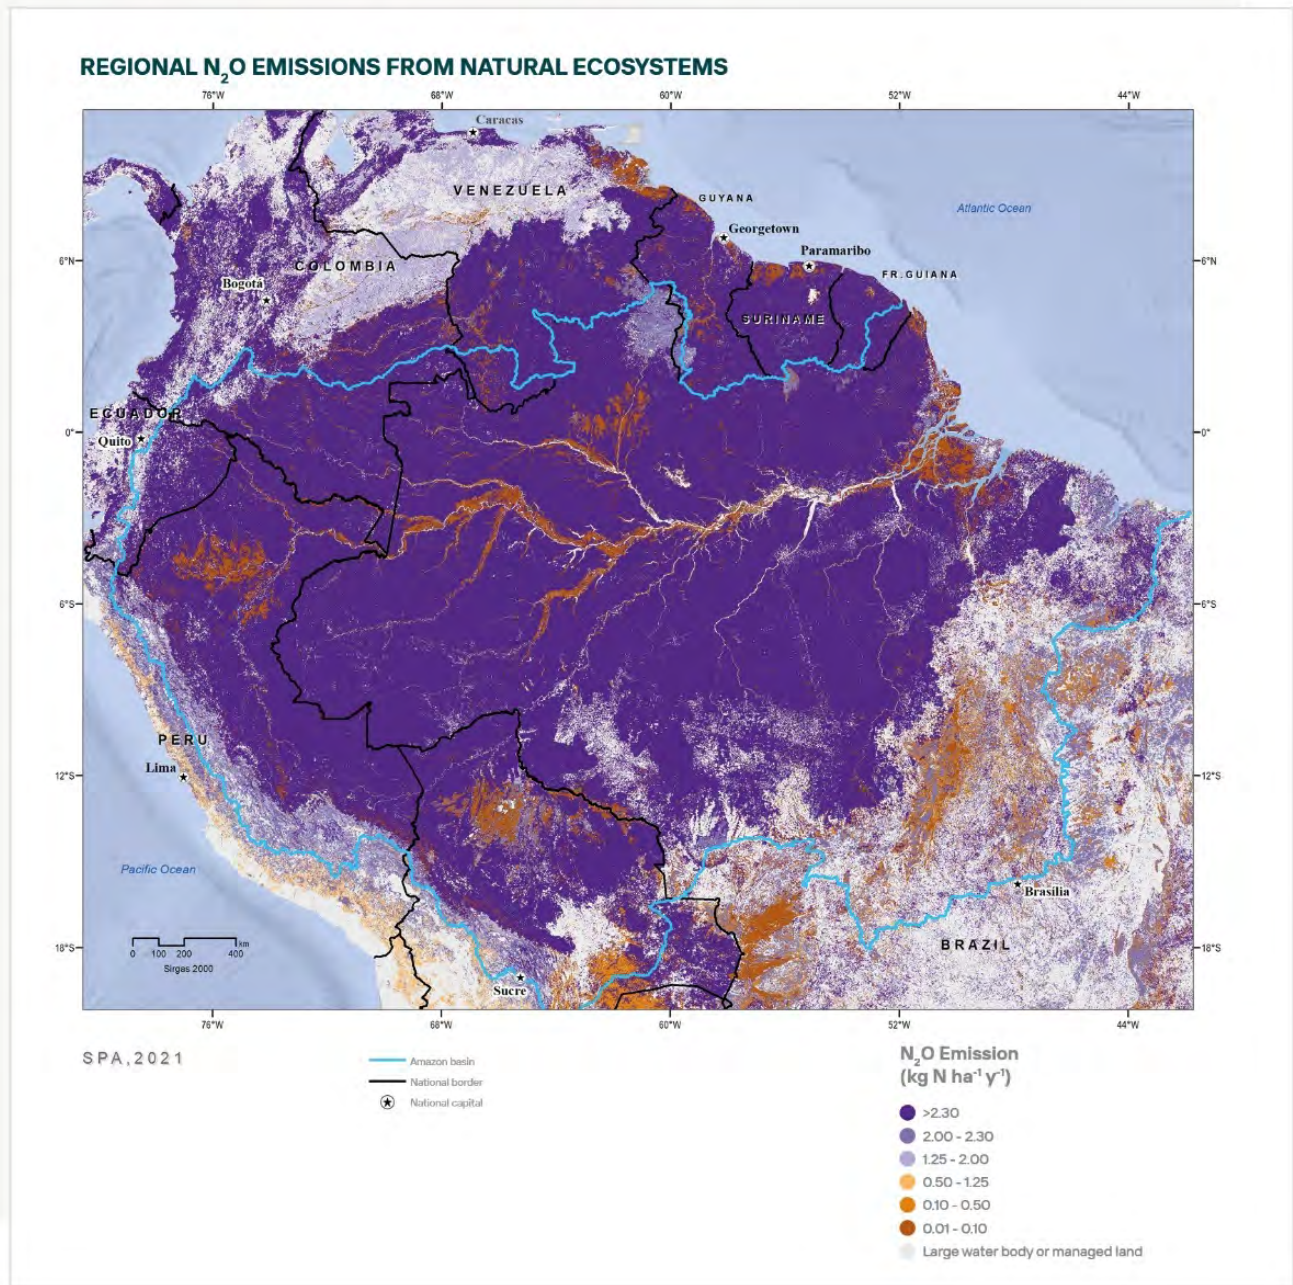 REGIONAL N₂O EMISSIONS FROM NATURAL ECOSYSTEMS
76°W 68°W 60°W 52°W 44°W
Caracas
VENEZUELA
GUYANA
Atlantic Ocean
Georgetown
Paramaribo
6°N COLOMBIA 6°N
FR.GUIANA
Bogotá
SURINAME
ECUADOR
0° Quito 0°
6°S 6°S
PERU
Lima
12°S 12°S
Pacific Ocean
Brasília
18°S BRAZIL 18°S
0 100 200 400 km
Sirgas 2000
Sucre
76°W 68°W 60°W 52°W 44°W
SPA,2021
Amazon basin
National border
National capital
N₂O Emission
(kg N ha⁻¹ y⁻¹)
>2.30
2.00 - 2.30
1.25 - 2.00
0.50 - 1.25
0.10 - 0.50
0.01 - 0.10
Large water body or managed land